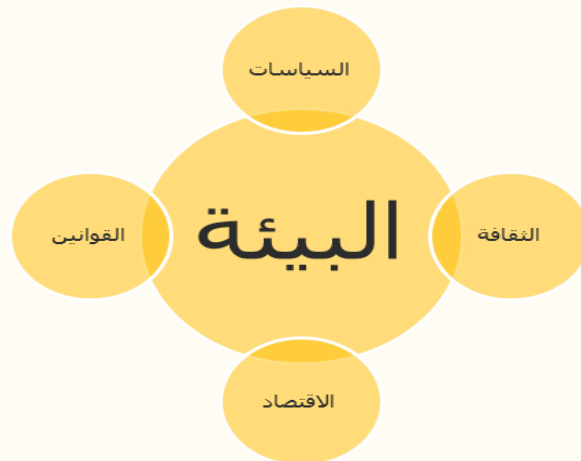 السياسات
القوانين
البيئة
الثقافة
الاقتصاد